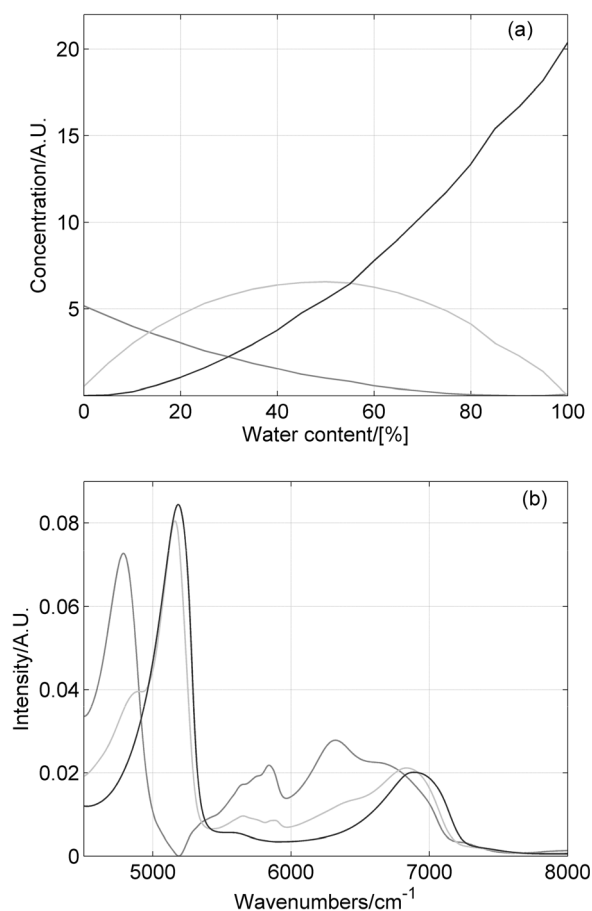 (a)
Concentration/A.U.
20
15
10
5
0 20 40 60 80 100
Water content/[%]
(b)
Intensity/A.U.
0.08
0.06
0.04
0.02
0
5000 6000 7000 8000
Wavenumbers/cm⁻¹